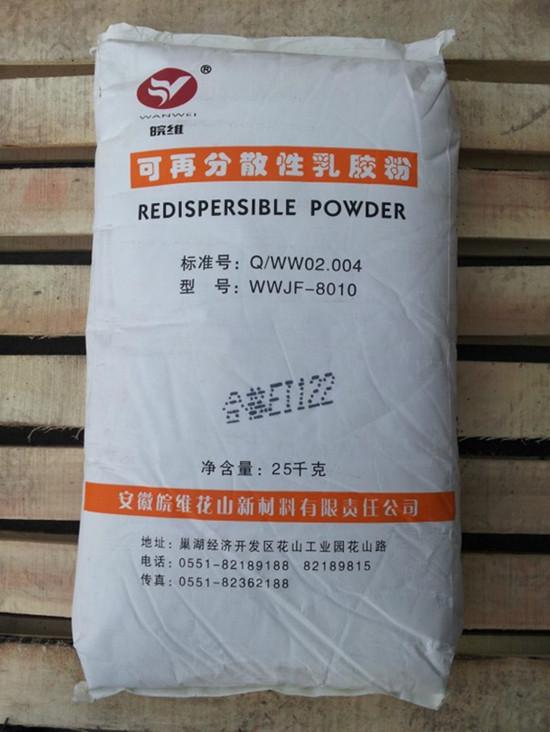 ®
WANWEI
皖维
可再分散性乳胶粉
REDISPERSIBLE POWDER
标准号: Q/WW02.004
型 号: WWJF-8010
合格EI122
净含量: 25千克
安徽皖维花山新材料有限责任公司
地址: 巢湖经济开发区花山工业园花山路
电话: 0551-82189188 82189815
传真: 0551-82362188